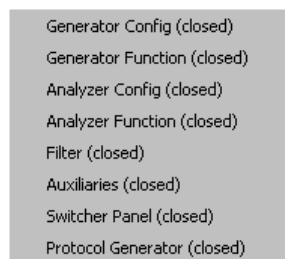 Generator Config (closed)
Generator Function (closed)
Analyzer Config (closed)
Analyzer Function (closed)
Filter (closed)
Auxiliaries (closed)
Switcher Panel (closed)
Protocol Generator (closed)